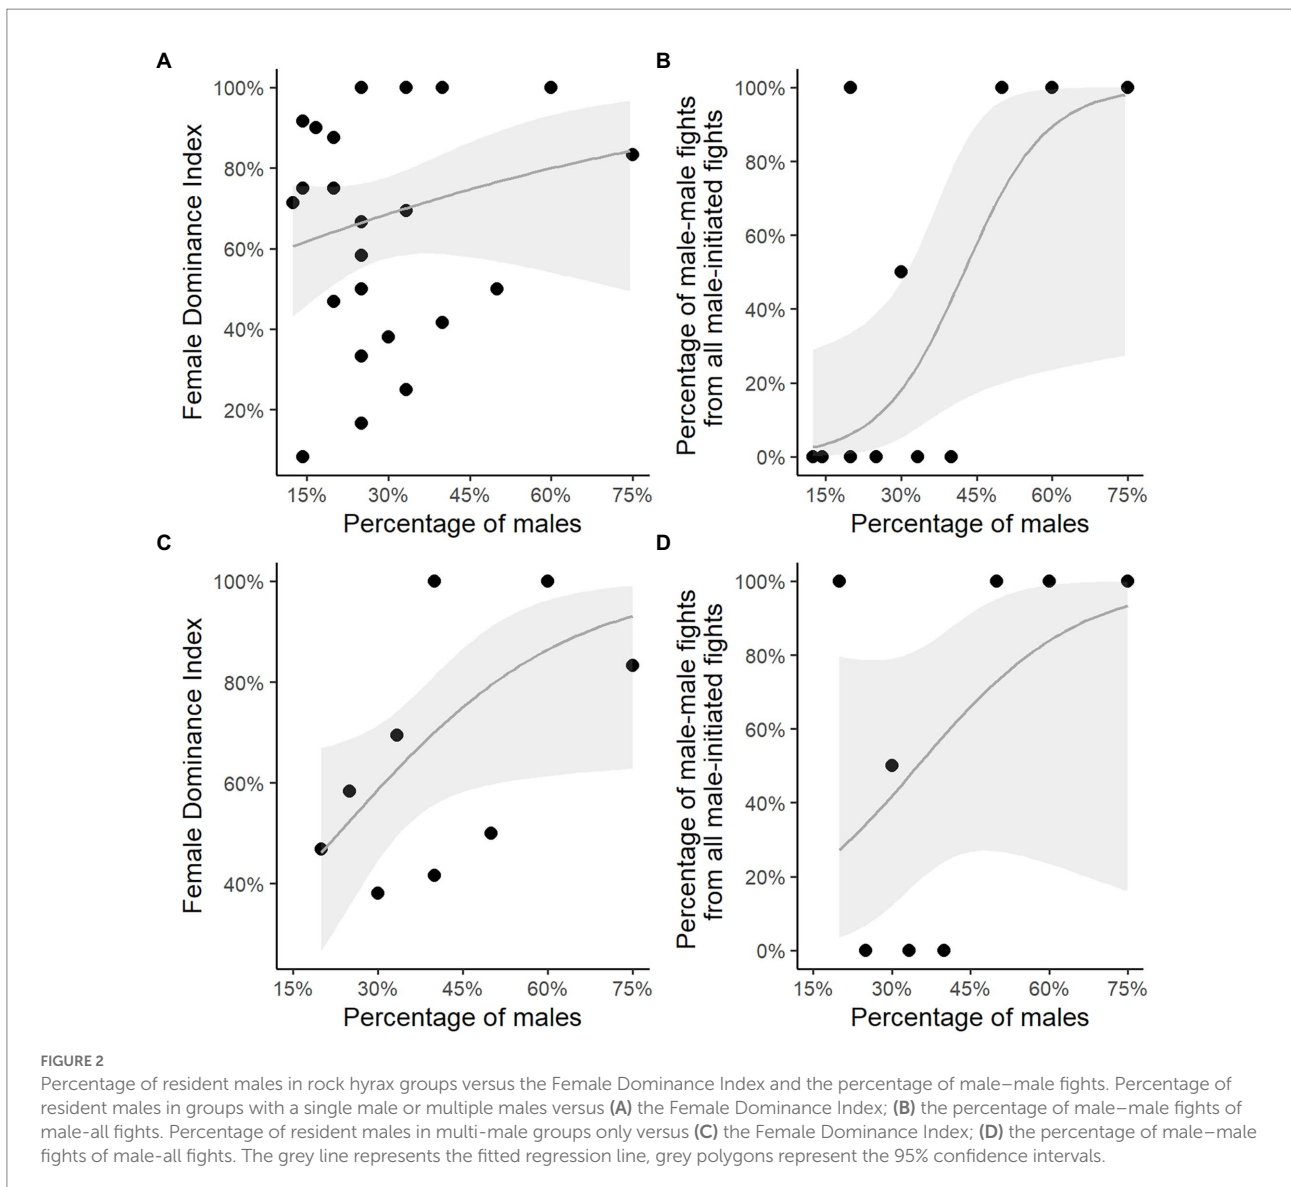 A
Female Dominance Index
100%
80%
60%
40%
20%
15% 30% 45% 60% 75%
Percentage of males
B
Percentage of male-male fights
from all male-initiated fights
100%
80%
60%
40%
20%
0%
15% 30% 45% 60% 75%
Percentage of males
C
Female Dominance Index
100%
80%
60%
40%
15% 30% 45% 60% 75%
Percentage of males
D
Percentage of male-male fights
from all male-initiated fights
100%
80%
60%
40%
20%
0%
15% 30% 45% 60% 75%
Percentage of males
FIGURE 2
Percentage of resident males in rock hyrax groups versus the Female Dominance Index and the percentage of male–male fights. Percentage of
resident males in groups with a single male or multiple males versus (A) the Female Dominance Index; (B) the percentage of male–male fights of
male-all fights. Percentage of resident males in multi-male groups only versus (C) the Female Dominance Index; (D) the percentage of male–male
fights of male-all fights. The grey line represents the fitted regression line, grey polygons represent the 95% confidence intervals.